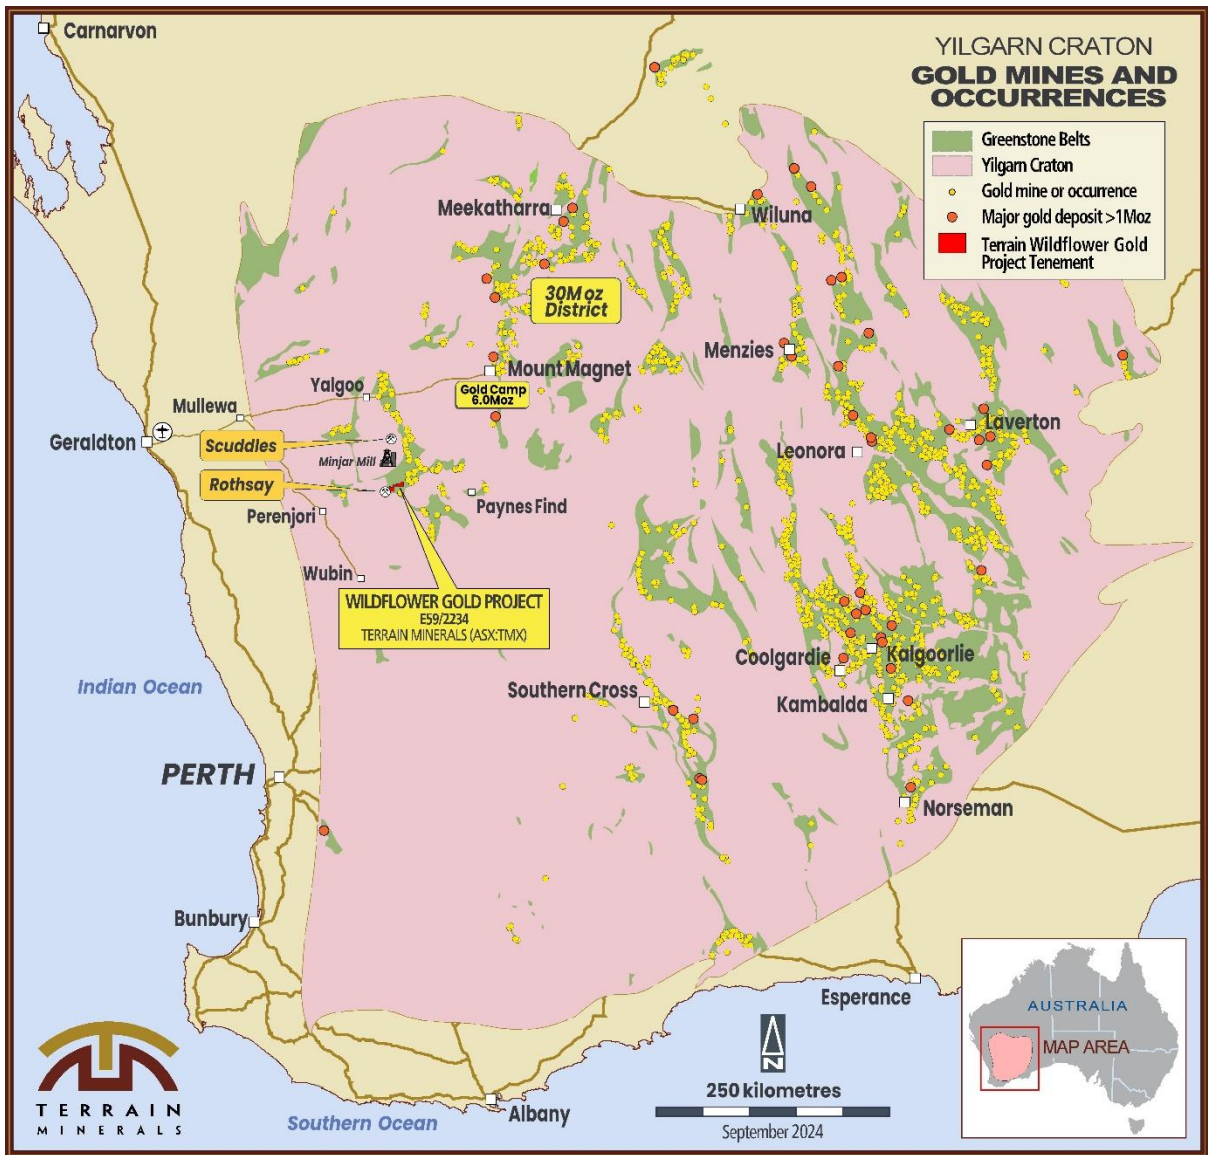 Carnarvon
YILGARN CRATON
GOLD MINES AND
OCCURRENCES
Greenstone Belts
Yilgarn Craton
Gold mine or occurrence
Major gold deposit >1Moz
Terrain Wildflower Gold
Project Tenement
Meekatharra
Wiluna
30M oz
District
Menzies
Mount Magnet
Yalgoo
Gold Camp
6.0Moz
Mullewa
Geraldton
Scuddles
Minjar Mill
Laverton
Leonora
Rothsay
Paynes Find
Perenjori
Wubin
WILDFLOWER GOLD PROJECT
E59/2234
TERRAIN MINERALS (ASX:TMX)
Coolgardie
Kalgoorlie
Indian Ocean
Southern Cross
Kambalda
PERTH
Norseman
Bunbury
Esperance
AUSTRALIA
MAP AREA
N
250 kilometres
September 2024
TERRAIN
MINERALS
Southern Ocean
Albany